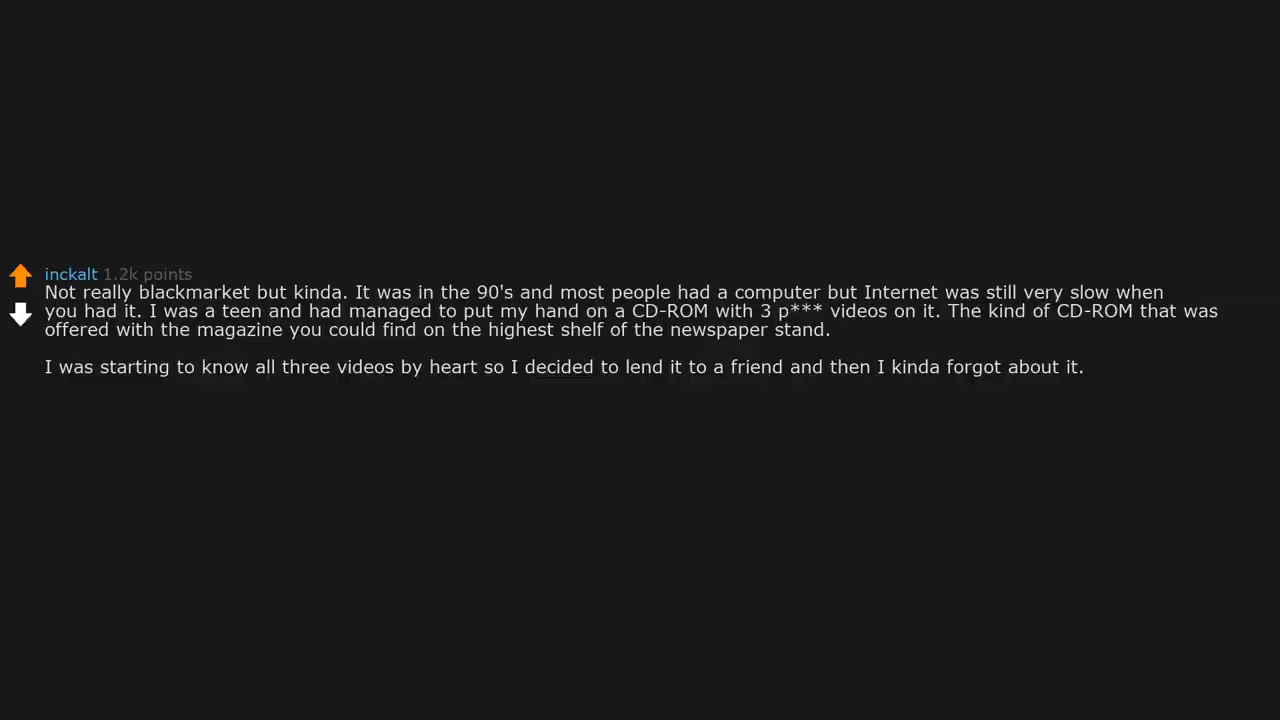 inckalt 1.2k points
Not really blackmarket but kinda. It was in the 90's and most people had a computer but Internet was still very slow when
you had it. I was a teen and had managed to put my hand on a CD-ROM with 3 p*** videos on it. The kind of CD-ROM that was
offered with the magazine you could find on the highest shelf of the newspaper stand.
I was starting to know all three videos by heart so I decided to lend it to a friend and then I kinda forgot about it.